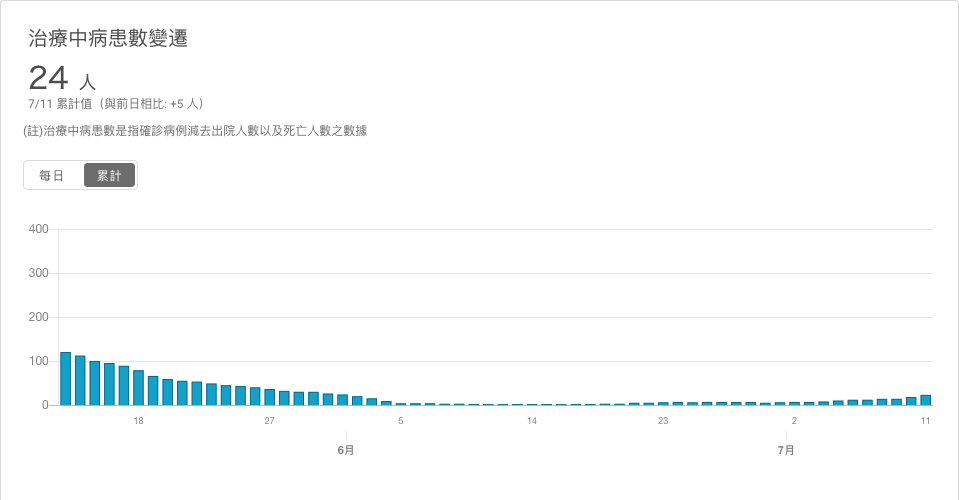 治療中病患數變遷
24 人
7/11 累計值（與前日相比: +5 人）
(註)治療中病患數是指確診病例減去出院人數以及死亡人數之數據
每日 累計
400
300
200
100
0
18 27 5 14 23 2 11
6月 7月